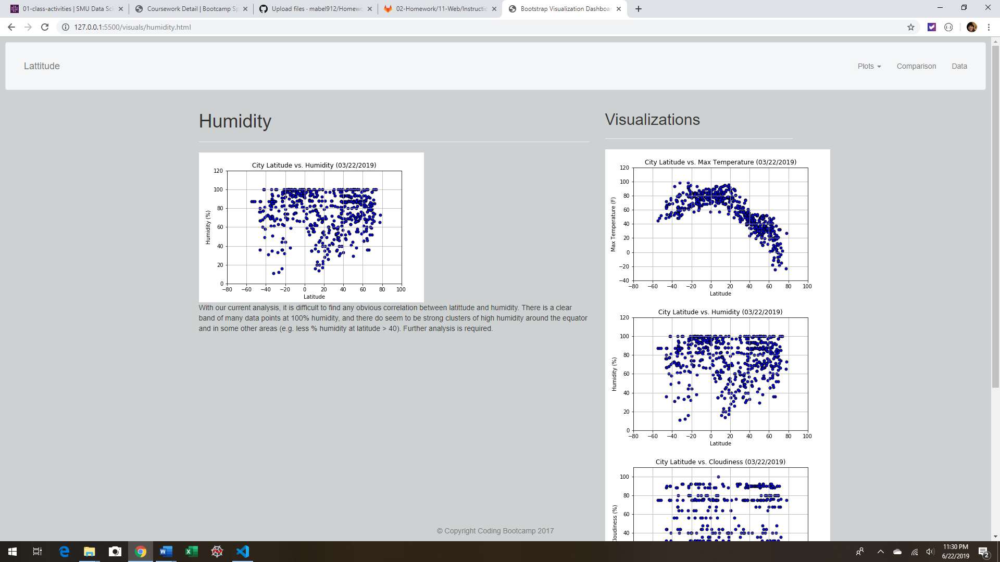 01-class-activities | SMU Data Sci
Coursework Detail | Bootcamp Sp
Upload files · mabel912/Homewo
02-Homework/11-Web/Instructio
Bootstrap Visualization Dashboar
127.0.0.1:5500/visuals/humidity.html
Lattitude
Plots
Comparison
Data
Humidity
City Latitude vs. Humidity (03/22/2019)
120
100
80
60
40
20
0
Humidity (%)
−80 −60 −40 −20 0 20 40 60 80 100
Latitude
With our current analysis, it is difficult to find any obvious correlation between latittude and humidity. There is a clear
band of many data points at 100% humidity, and there do seem to be strong clusters of high humidity around the equator
and in some other areas (e.g. less % humidity at latitude > 40). Further analysis is required.
Visualizations
City Latitude vs. Max Temperature (03/22/2019)
120
100
80
60
40
20
0
−20
−40
Max Temperature (F)
−80 −60 −40 −20 0 20 40 60 80 100
Latitude
City Latitude vs. Humidity (03/22/2019)
120
100
80
60
40
20
0
Humidity (%)
−80 −60 −40 −20 0 20 40 60 80 100
Latitude
City Latitude vs. Cloudiness (03/22/2019)
100
80
60
40
Cloudiness (%)
© Copyright Coding Bootcamp 2017
11:30 PM
6/22/2019
2